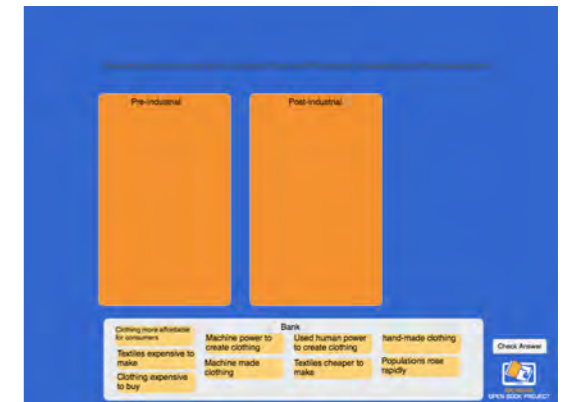 Pre-industrial
Post-industrial
Bank
Clothing more affordable
for consumers
Textiles expensive to
make
Clothing expensive
to buy
Machine power to
create clothing
Machine made
clothing
Used human power
to create clothing
Textiles cheaper to
make
hand-made clothing
Populations rose
rapidly
Check Answer
OPEN BOOK PROJECT